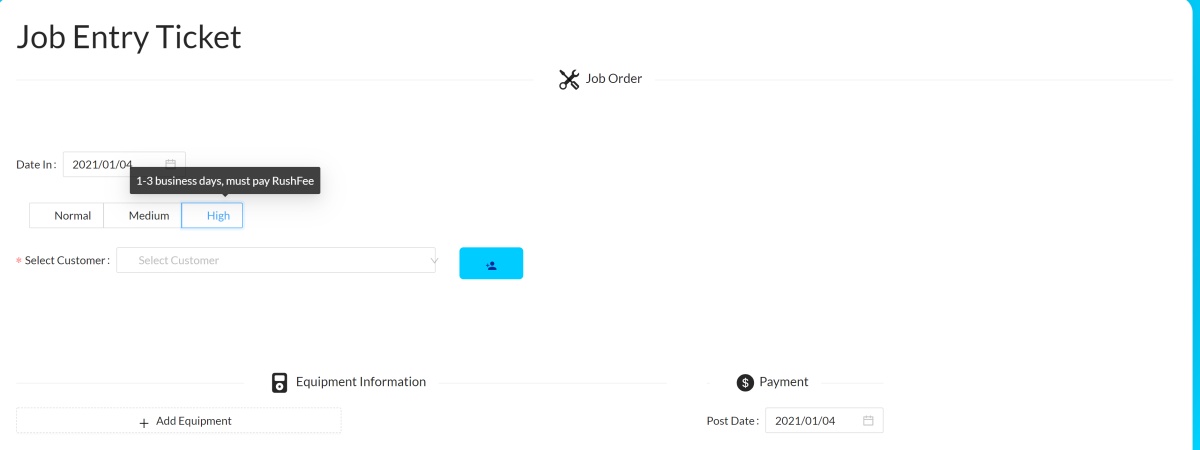 Job Entry Ticket
Job Order
Date In: 2021/01/04
1-3 business days, must pay RushFee
Normal Medium High
* Select Customer: Select Customer
Equipment Information
Payment
+ Add Equipment
Post Date: 2021/01/04